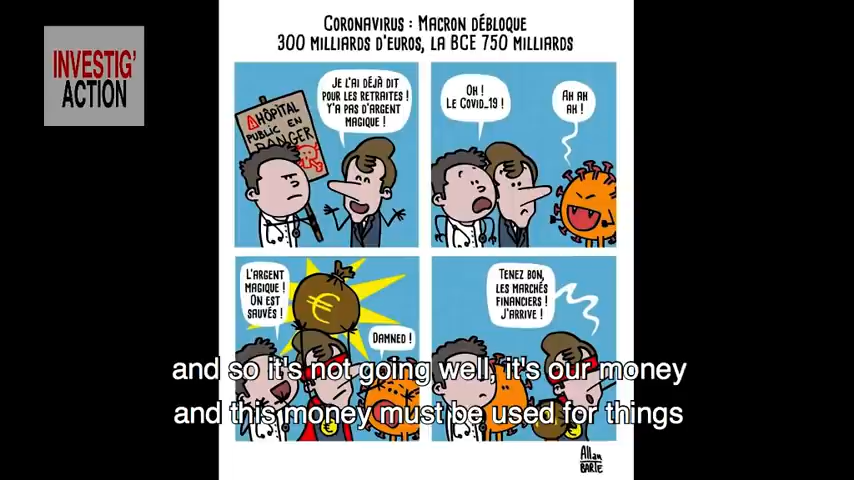 INVESTIG'
ACTION
CORONAVIRUS : MACRON DÉBLOQUE
300 MILLIARDS D'EUROS, LA BCE 750 MILLIARDS
HÔPITAL
PUBLIC EN
DANGER
JE L'AI DÉJÀ DIT
POUR LES RETRAITES !
Y'A PAS D'ARGENT
MAGIQUE !
OH !
LE COVID_19 !
AH AH
AH !
L'ARGENT
MAGIQUE !
ON EST
SAUVÉS !
€
DAMNED !
TENEZ BON,
LES MARCHÉS
FINANCIERS !
J'ARRIVE !
€
€
and so it's not going well, it's our money
and this money must be used for things
Allan
BARTE